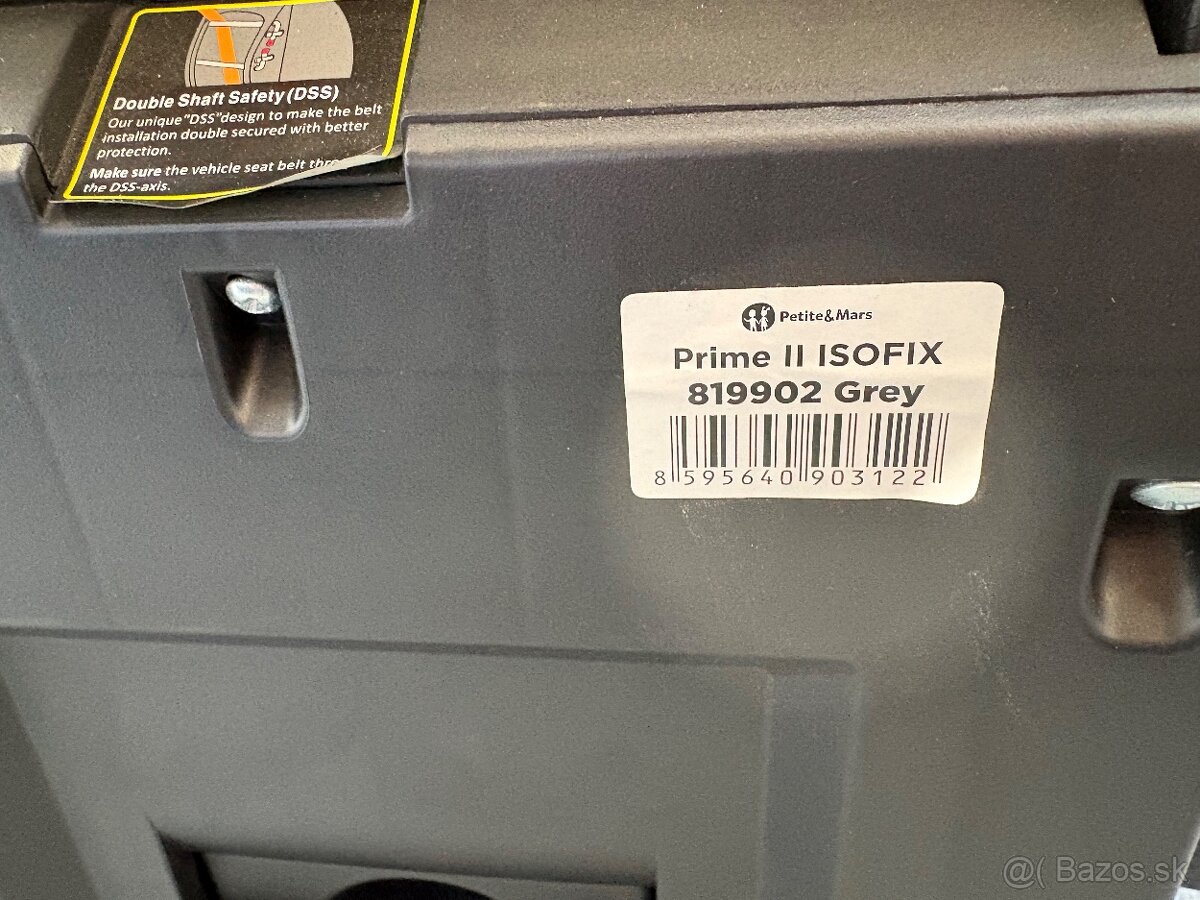 Double Shaft Safety (DSS)
Our unique "DSS" design to make the belt
installation double secured with better
protection.
Make sure the vehicle seat belt
the DSS-axis.
Petite&Mars
Prime II ISOFIX
819902 Grey
8 595640 903122
@( Bazos.sk